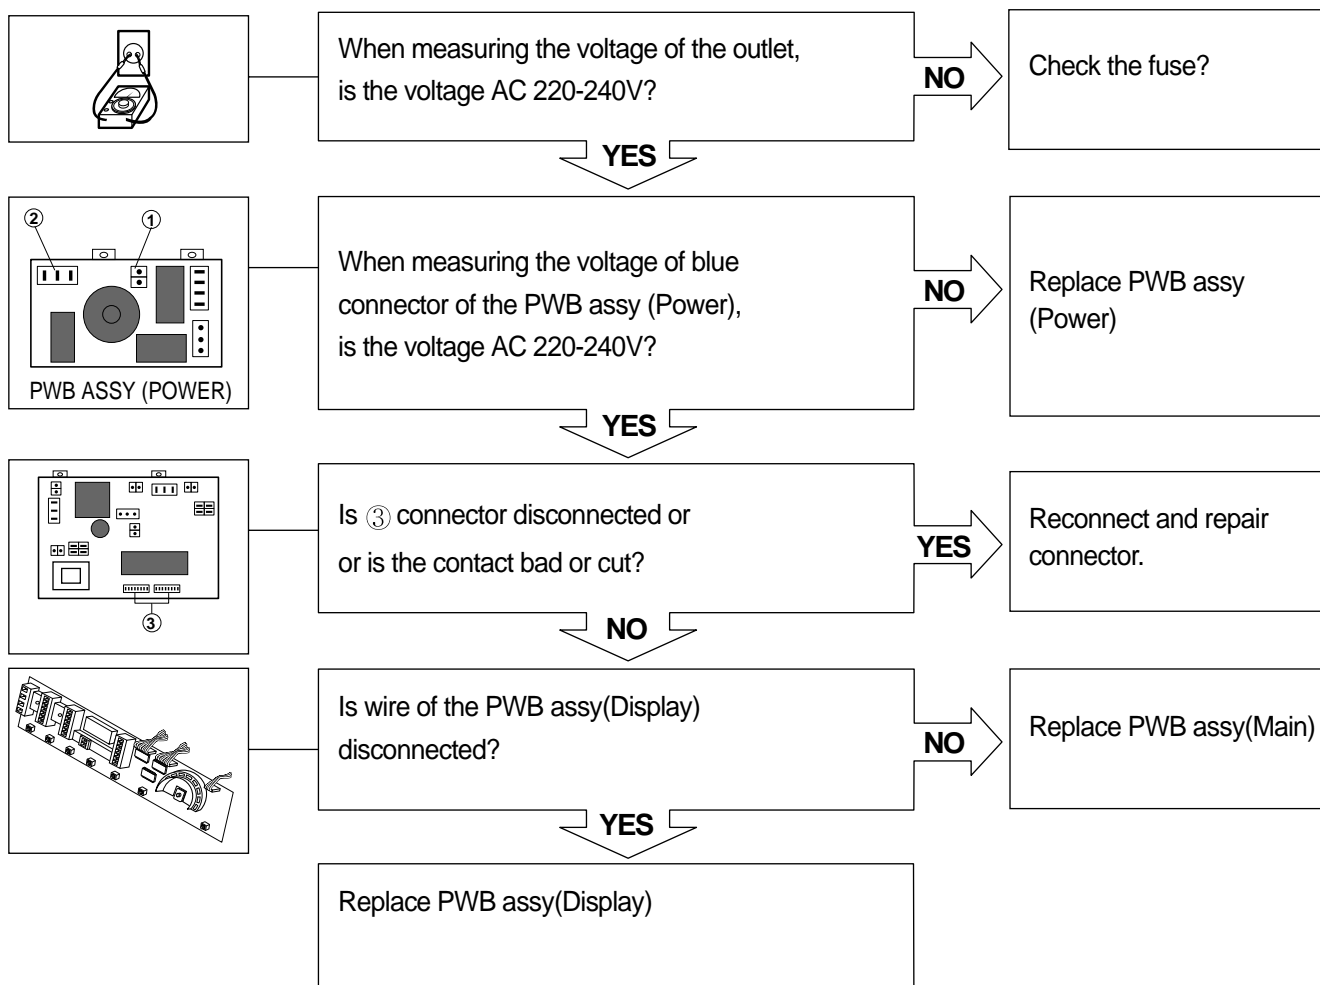 When measuring the voltage of the outlet,
is the voltage AC 220-240V?
NO
Check the fuse?
YES
② ①
PWB ASSY (POWER)
When measuring the voltage of blue
connector of the PWB assy (Power),
is the voltage AC 220-240V?
NO
Replace PWB assy
(Power)
YES
③
Is ③ connector disconnected or
or is the contact bad or cut?
YES
Reconnect and repair
connector.
NO
Is wire of the PWB assy(Display)
disconnected?
NO
Replace PWB assy(Main)
YES
Replace PWB assy(Display)